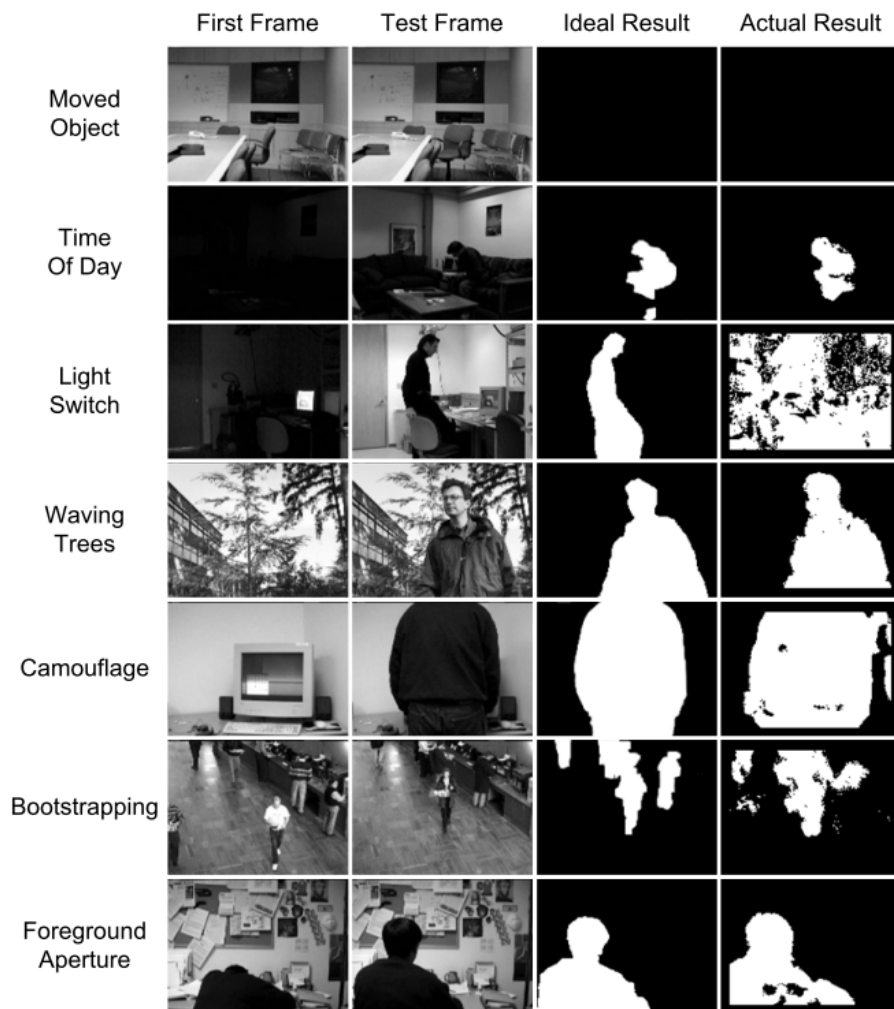 First Frame Test Frame Ideal Result Actual Result
Moved
Object
Time
Of Day
Light
Switch
Waving
Trees
Camouflage
Bootstrapping
Foreground
Aperture